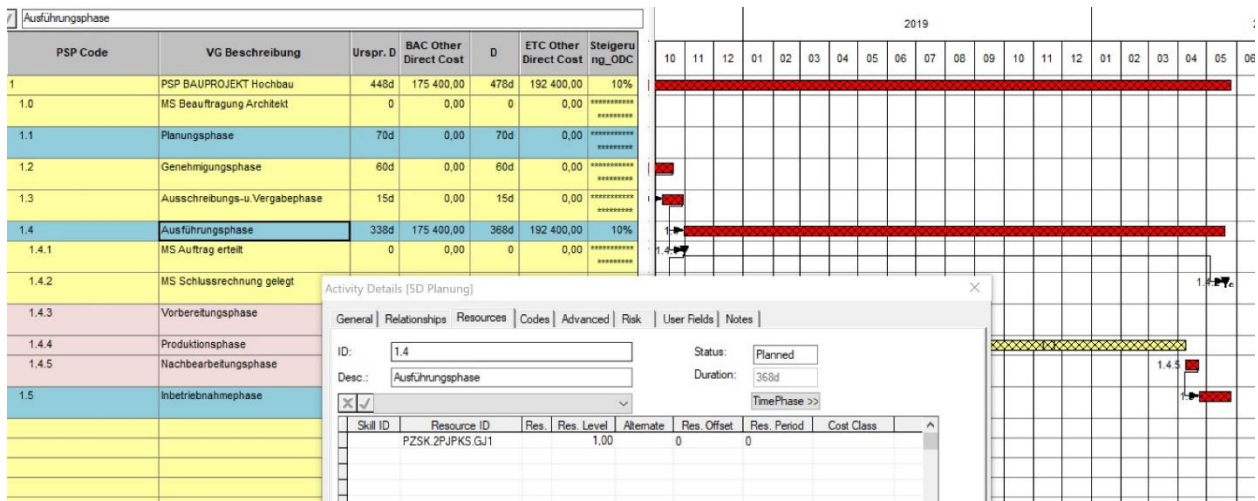 Ausführungsphase
PSP Code VG Beschreibung Urspr. D BAC Other Direct Cost D ETC Other Direct Cost Steigeru ng_ODC
2019
10 11 12 01 02 03 04 05 06 07 08 09 10 11 12 01 02 03 04 05 06
1 PSP BAUPROJEKT Hochbau 448d 175 400,00 478d 192 400,00 10%
1.0 MS Beauftragung Architekt 0 0,00 0 0,00 ***********
*********
1.1 Planungsphase 70d 0,00 70d 0,00 ***********
*********
1.2 Genehmigungsphase 60d 0,00 60d 0,00 ***********
*********
1.3 Ausschreibungs-u.Vergabephase 15d 0,00 15d 0,00 ***********
*********
1.4 Ausführungsphase 338d 175 400,00 368d 192 400,00 10%
1.4.1 MS Auftrag erteilt 0 0,00 0 0,00 ***********
*********
1.4.2 MS Schlussrechnung gelegt
1.4.3 Vorbereitungsphase
1.4.4 Produktionsphase
1.4.5 Nachbearbeitungsphase
1.4.5
1.5 Inbetriebnahmephase
Activity Details [5D Planung]
General Relationships Resources Codes Advanced Risk User Fields Notes
ID: 1.4 Status: Planned
Desc.: Ausführungsphase Duration: 368d
TimePhase >>
Skill ID Resource ID Res. Res. Level Alternate Res. Offset Res. Period Cost Class
PZSK.2PJPKS.GJ1 1,00 0 0